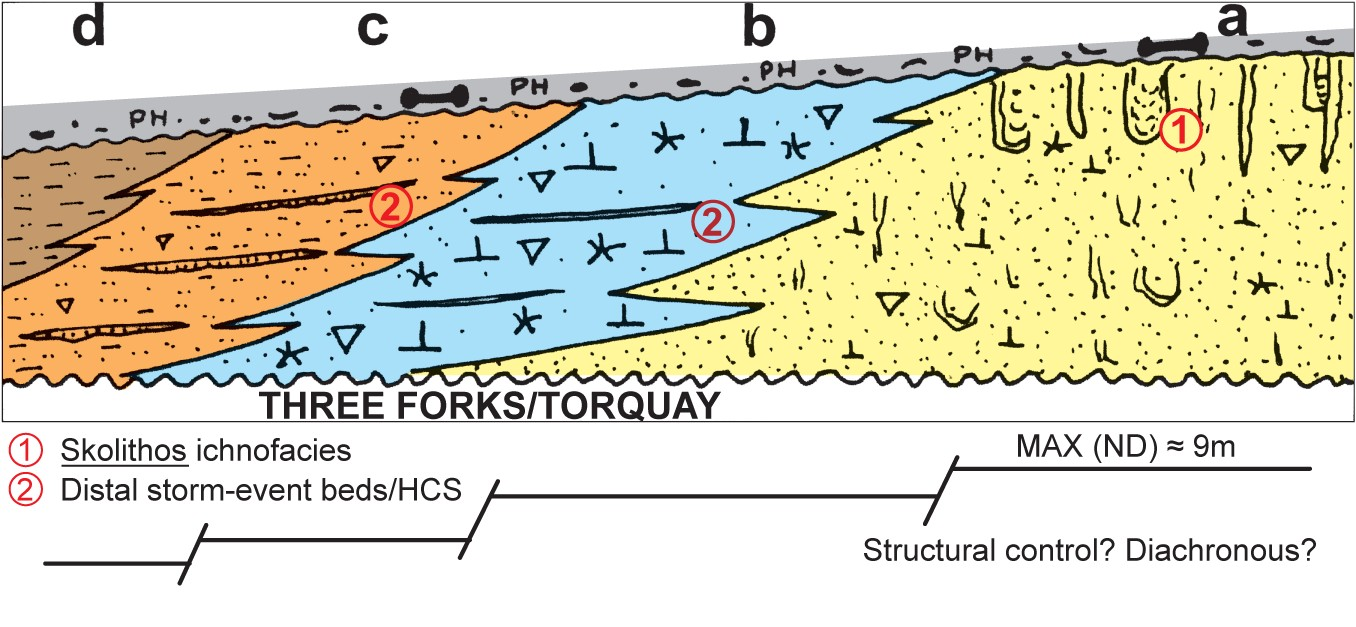 d c b a
PH PH PH PH
1
2 2
THREE FORKS/TORQUAY
1 Skolithos ichnofacies
2 Distal storm-event beds/HCS
MAX (ND) ≈ 9m
Structural control? Diachronous?